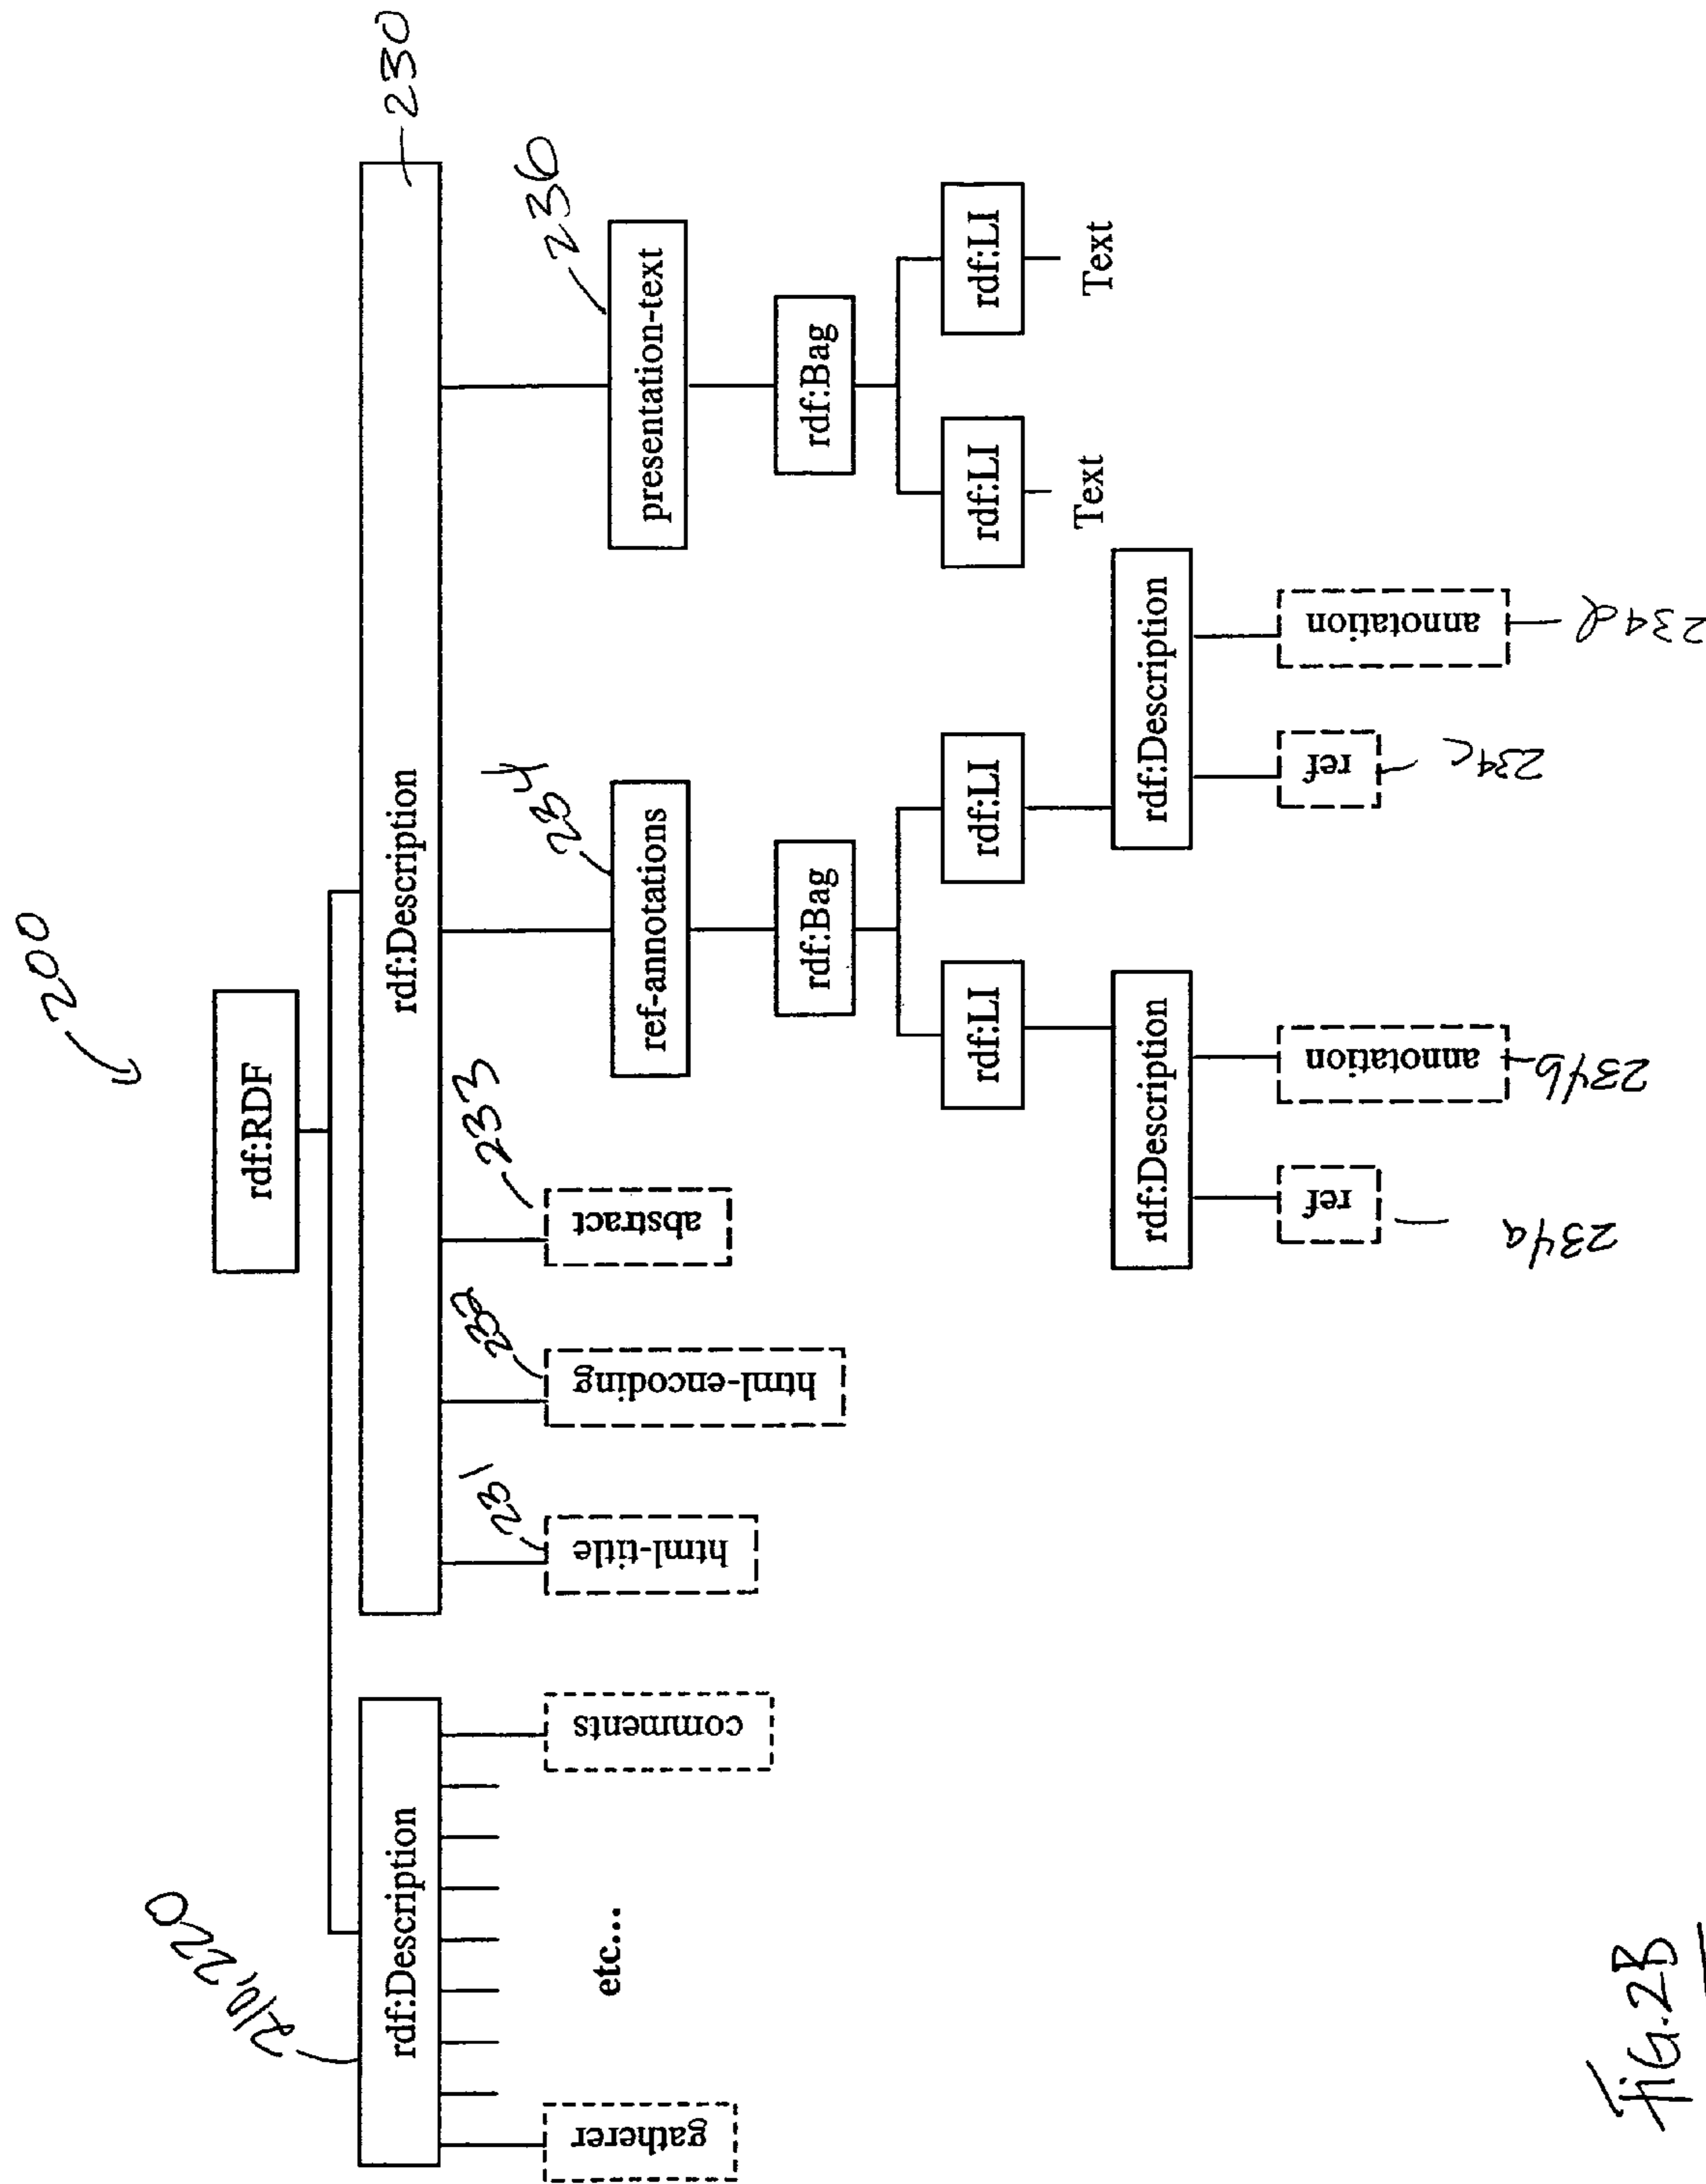 200
rdf:RDF
210, 220
rdf:Description
rdf:Description
230
gatherer
etc...
comments
html-title
231
html-encoding
232
abstract
233
ref-annotations
234
presentation-text
236
rdf:Bag
rdf:Bag
rdf:LI
rdf:LI
rdf:LI
rdf:LI
Text
Text
rdf:Description
rdf:Description
ref
annotation
ref
annotation
234a
234b
234c
234d
FIG. 2B